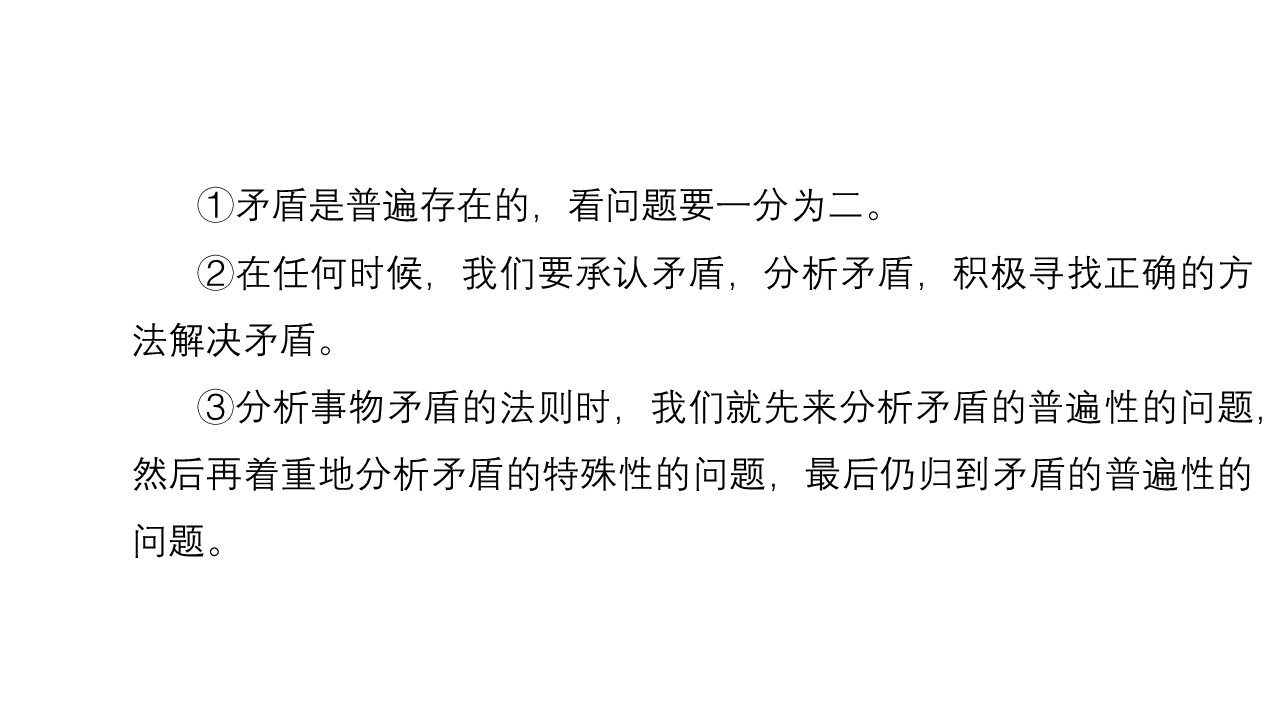 ①矛盾是普遍存在的，看问题要一分为二。
②在任何时候，我们要承认矛盾，分析矛盾，积极寻找正确的方
法解决矛盾。
③分析事物矛盾的法则时，我们就先来分析矛盾的普遍性的问题，
然后再着重地分析矛盾的特殊性的问题，最后仍归到矛盾的普遍性的
问题。